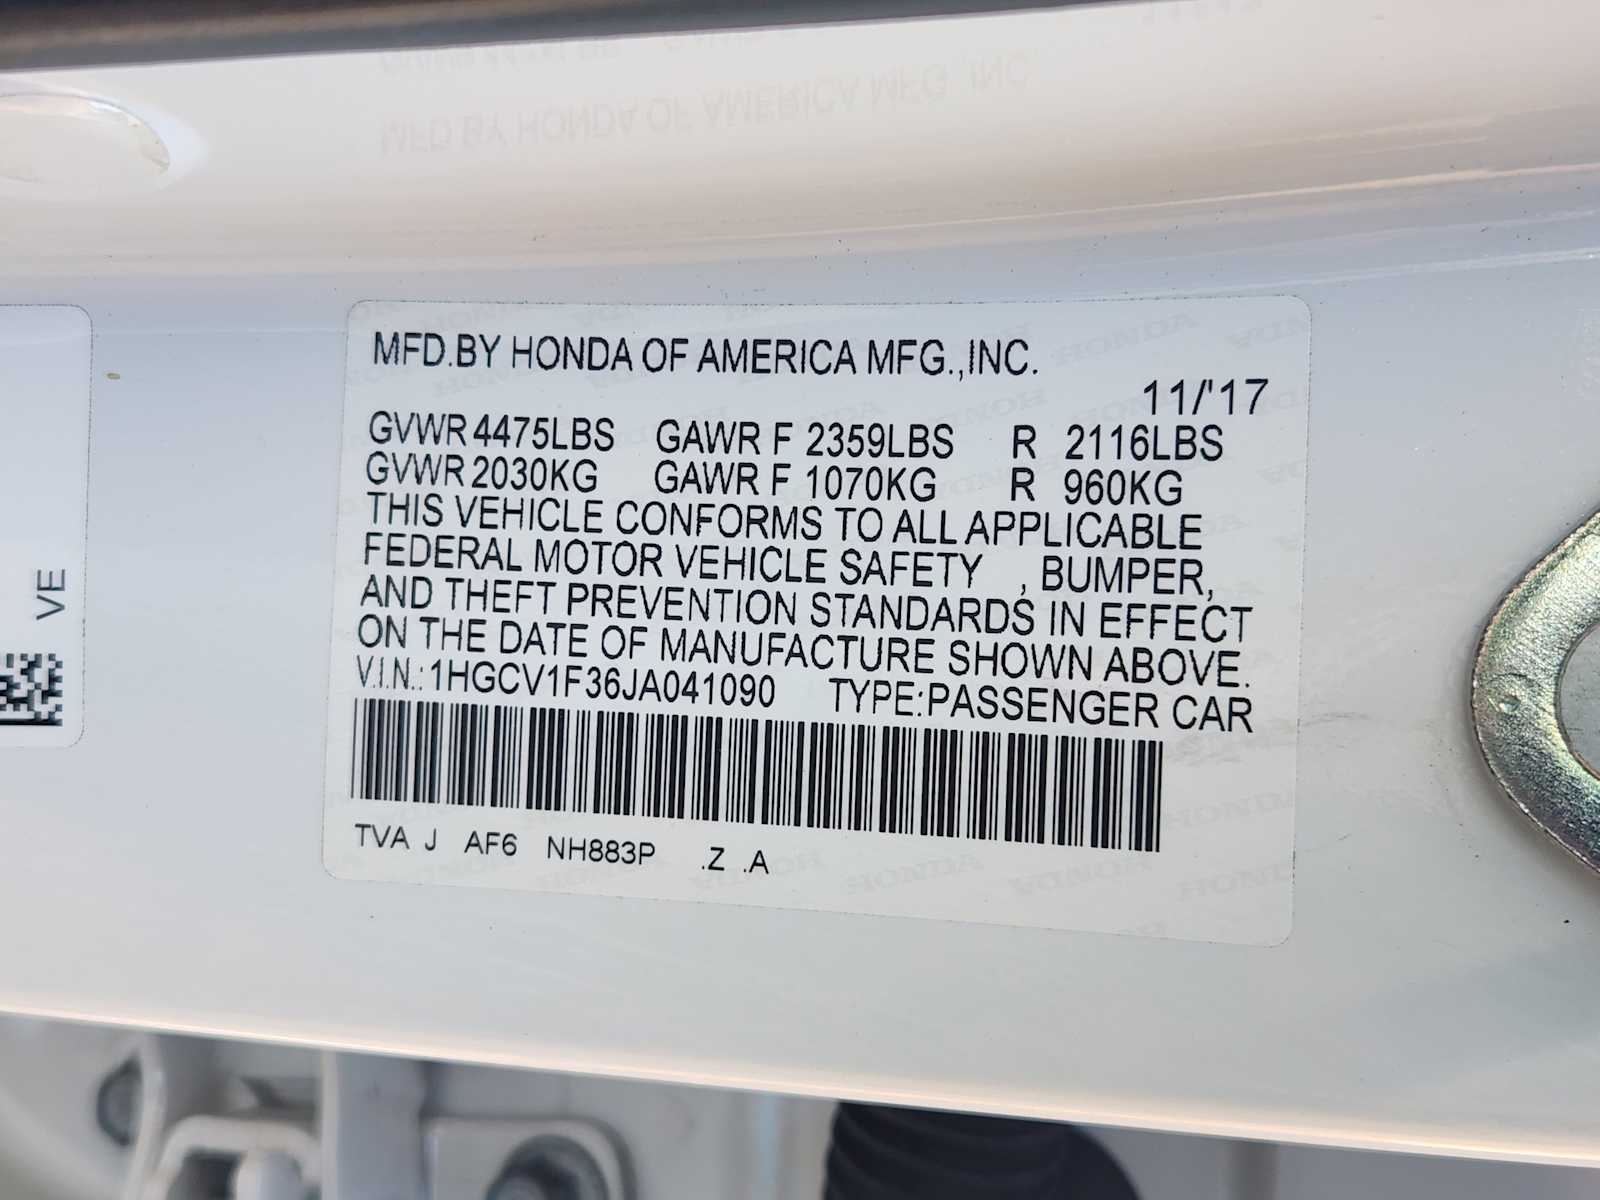 MFD.BY HONDA OF AMERICA MFG.,INC.
11/'17
GVWR 4475LBS GAWR F 2359LBS R 2116LBS
GVWR 2030KG GAWR F 1070KG R 960KG
THIS VEHICLE CONFORMS TO ALL APPLICABLE
FEDERAL MOTOR VEHICLE SAFETY , BUMPER,
AND THEFT PREVENTION STANDARDS IN EFFECT
ON THE DATE OF MANUFACTURE SHOWN ABOVE.
V.I.N.: 1HGCV1F36JA041090 TYPE:PASSENGER CAR
TVA J AF6 NH883P .Z .A
VE